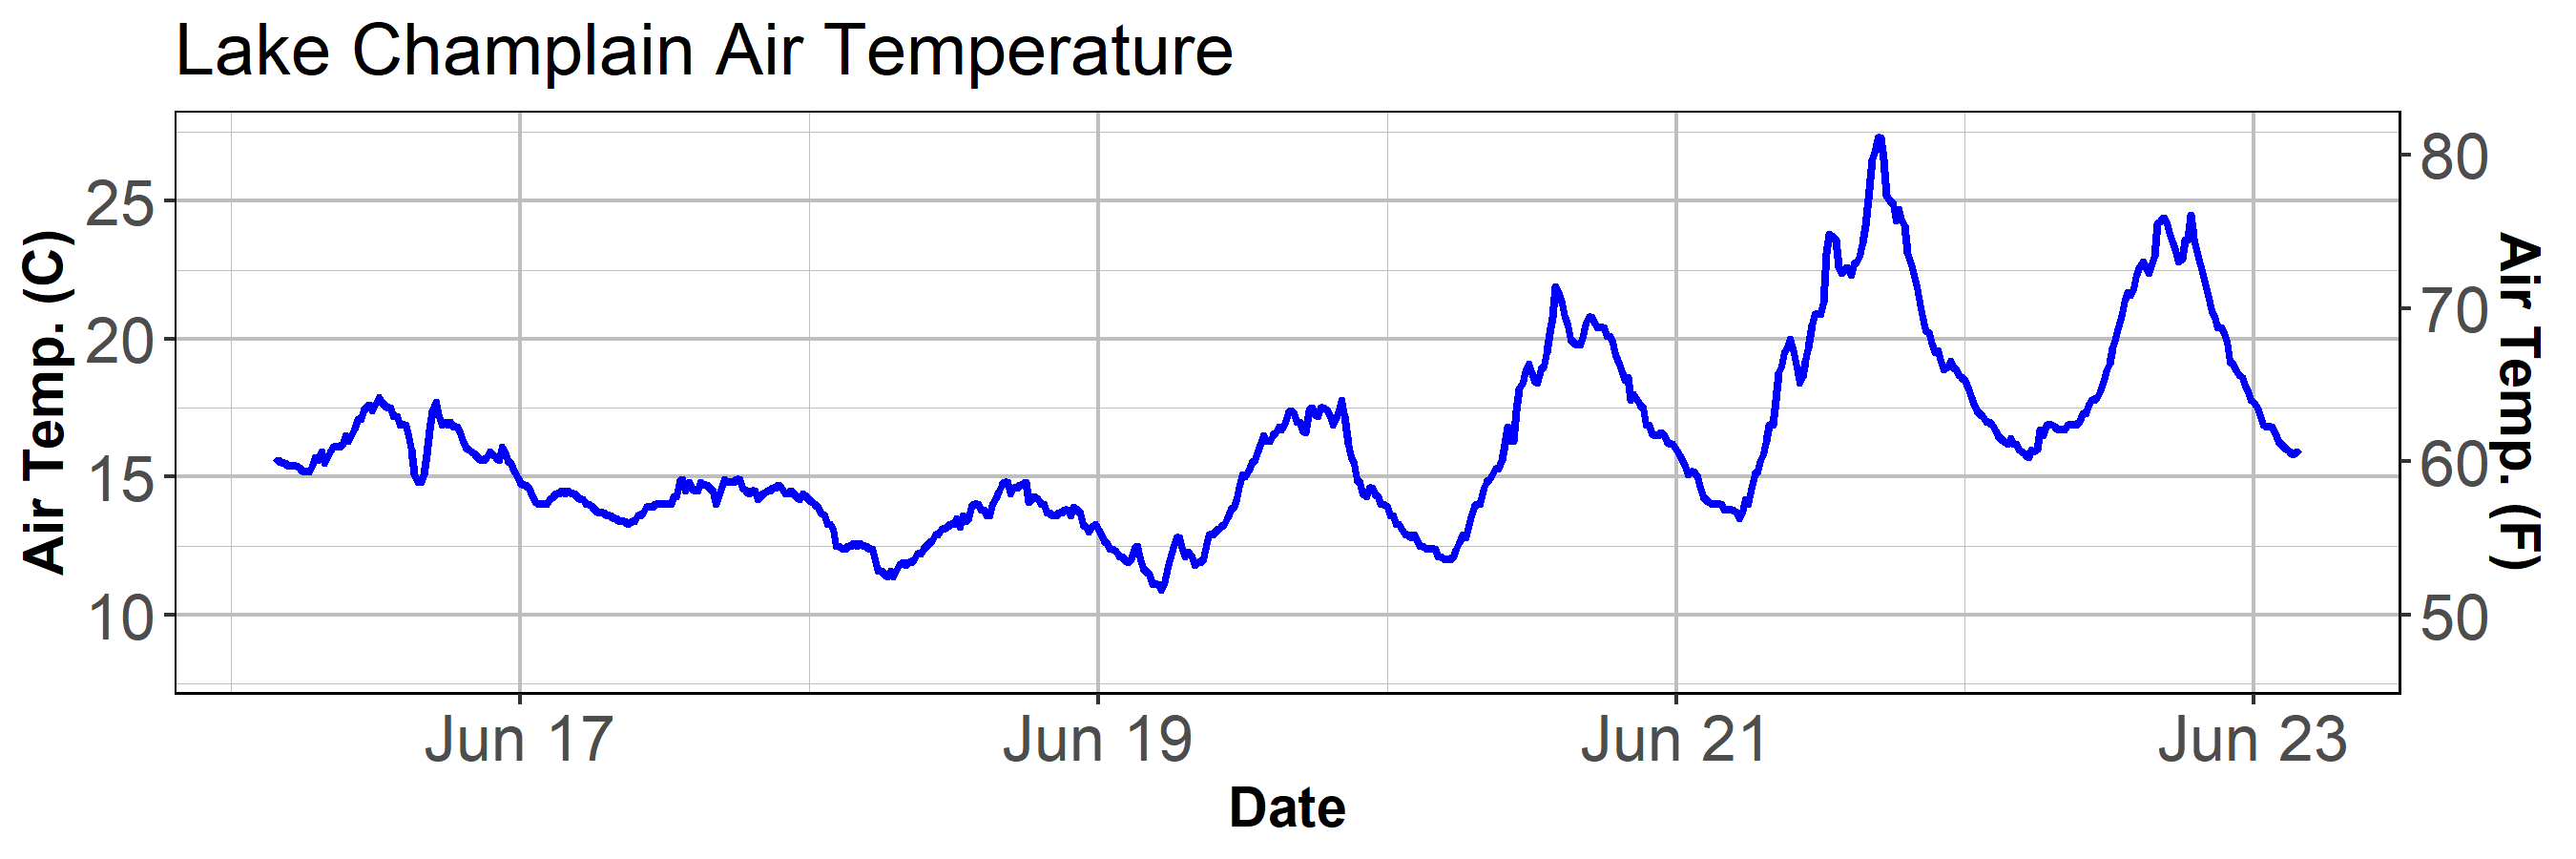 Lake Champlain Air Temperature
Air Temp. (C)
25
20
15
10
80
70
60
50
Air Temp. (F)
Jun 17
Jun 19
Jun 21
Jun 23
Date